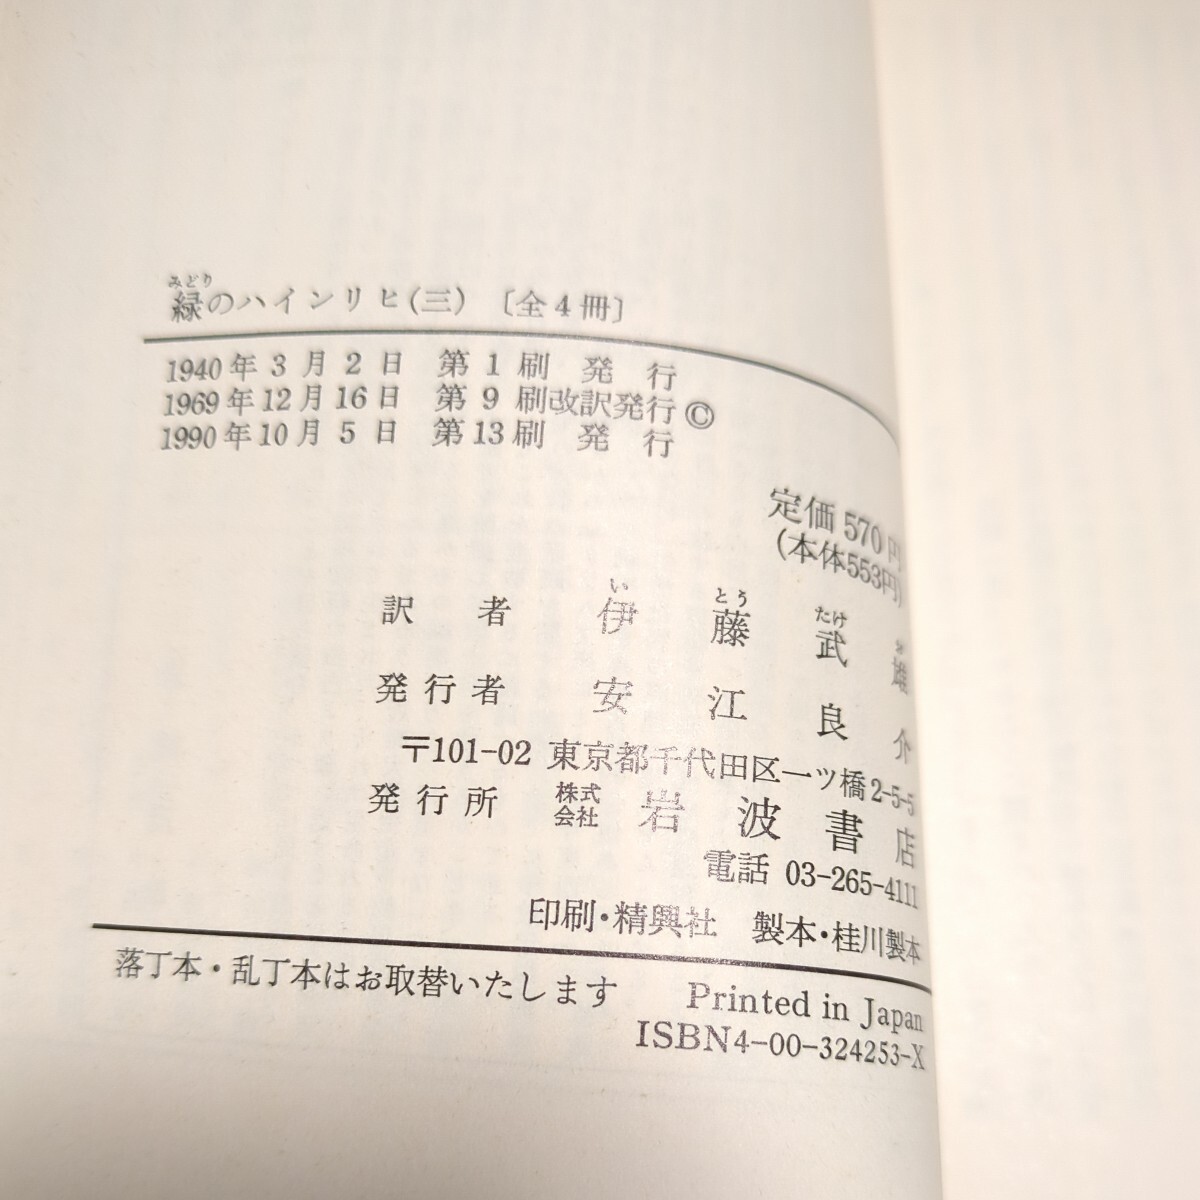 緑のハインリヒ(三) 〔全4冊〕
みどり
1940年3月2日 第1刷発行
1969年12月16日 第9刷改訳発行 ©
1990年10月5日 第13刷発行
定価 570円
(本体553円)
訳者 伊藤武雄
いとうたけお
発行者 安江良介
〒101-02 東京都千代田区一ツ橋2-5-5
発行所 株式会社 岩波書店
電話 03-265-4111
印刷・精興社 製本・桂川製本
落丁本・乱丁本はお取替いたします
Printed in Japan
ISBN4-00-324253-X